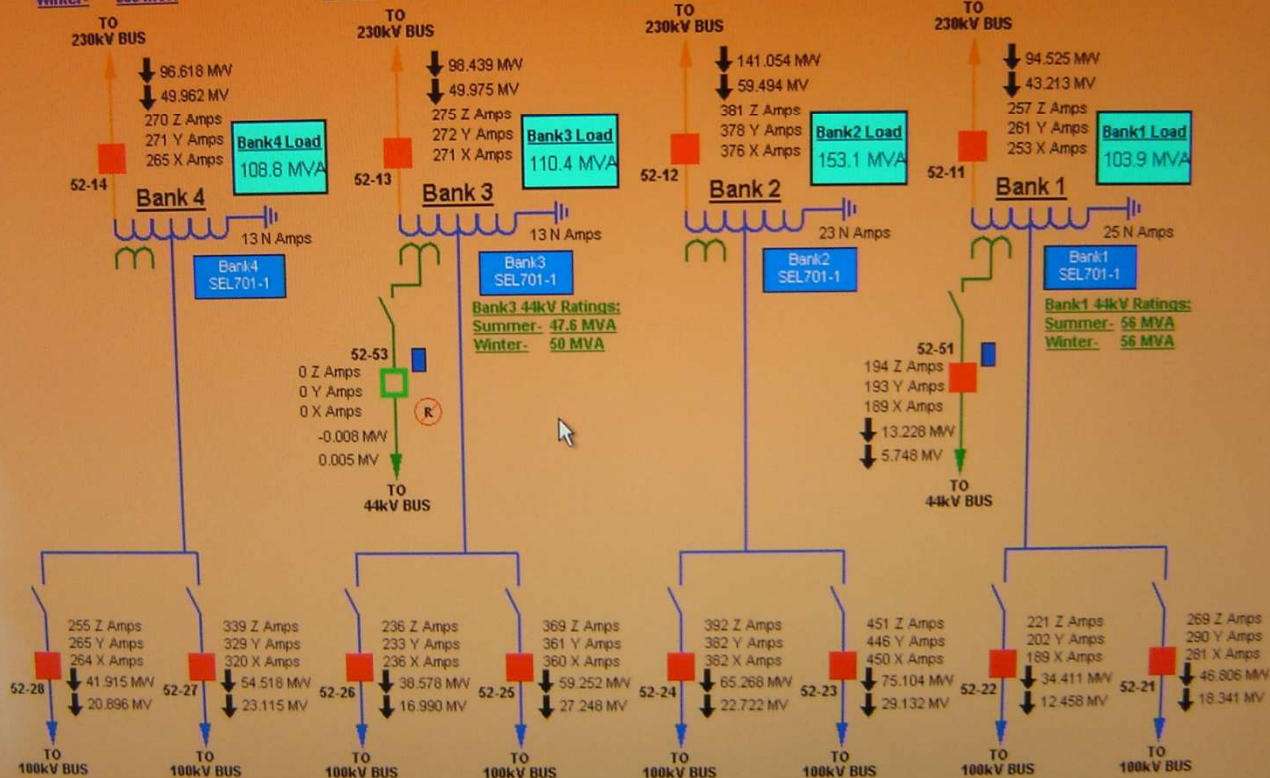 TO
230kV BUS
96.618 MW
49.962 MV
270 Z Amps
271 Y Amps
265 X Amps
Bank4 Load
108.8 MVA
52-14
Bank 4
13 N Amps
Bank4
SEL701-1
TO
230kV BUS
98.439 MW
49.975 MV
275 Z Amps
272 Y Amps
271 X Amps
Bank3 Load
110.4 MVA
52-13
Bank 3
13 N Amps
Bank3
SEL701-1
Bank3 44kV Ratings:
Summer- 47.6 MVA
Winter- 50 MVA
52-53
0 Z Amps
0 Y Amps
0 X Amps
R
-0.008 MW
0.005 MV
TO
44kV BUS
TO
230kV BUS
141.054 MW
59.494 MV
381 Z Amps
378 Y Amps
376 X Amps
Bank2 Load
153.1 MVA
52-12
Bank 2
23 N Amps
Bank2
SEL701-1
TO
230kV BUS
94.525 MW
43.213 MV
257 Z Amps
261 Y Amps
253 X Amps
Bank1 Load
103.9 MVA
52-11
Bank 1
25 N Amps
Bank1
SEL701-1
Bank1 44kV Ratings:
Summer- 56 MVA
Winter- 56 MVA
52-51
194 Z Amps
193 Y Amps
189 X Amps
13.228 MW
5.748 MV
TO
44kV BUS
255 Z Amps
265 Y Amps
264 X Amps
41.915 MW
52-28
20.896 MV
TO
100kV BUS
339 Z Amps
329 Y Amps
320 X Amps
54.518 MW
52-27
23.115 MV
TO
100kV BUS
236 Z Amps
233 Y Amps
236 X Amps
38.578 MW
52-26
16.990 MV
TO
100kV BUS
369 Z Amps
361 Y Amps
360 X Amps
59.252 MW
52-25
27.248 MV
TO
100kV BUS
392 Z Amps
382 Y Amps
382 X Amps
65.268 MW
52-24
22.722 MV
TO
100kV BUS
451 Z Amps
446 Y Amps
450 X Amps
75.104 MW
52-23
29.132 MV
TO
100kV BUS
221 Z Amps
202 Y Amps
189 X Amps
34.411 MW
52-22
12.458 MV
TO
100kV BUS
269 Z Amps
290 Y Amps
281 X Amps
46.806 MW
52-21
18.341 MV
TO
100kV BUS